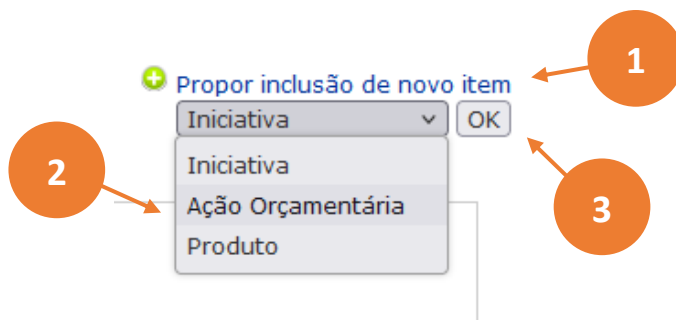 1
Propor inclusão de novo item
Iniciativa OK
Iniciativa
2
Ação Orçamentária
3
Produto